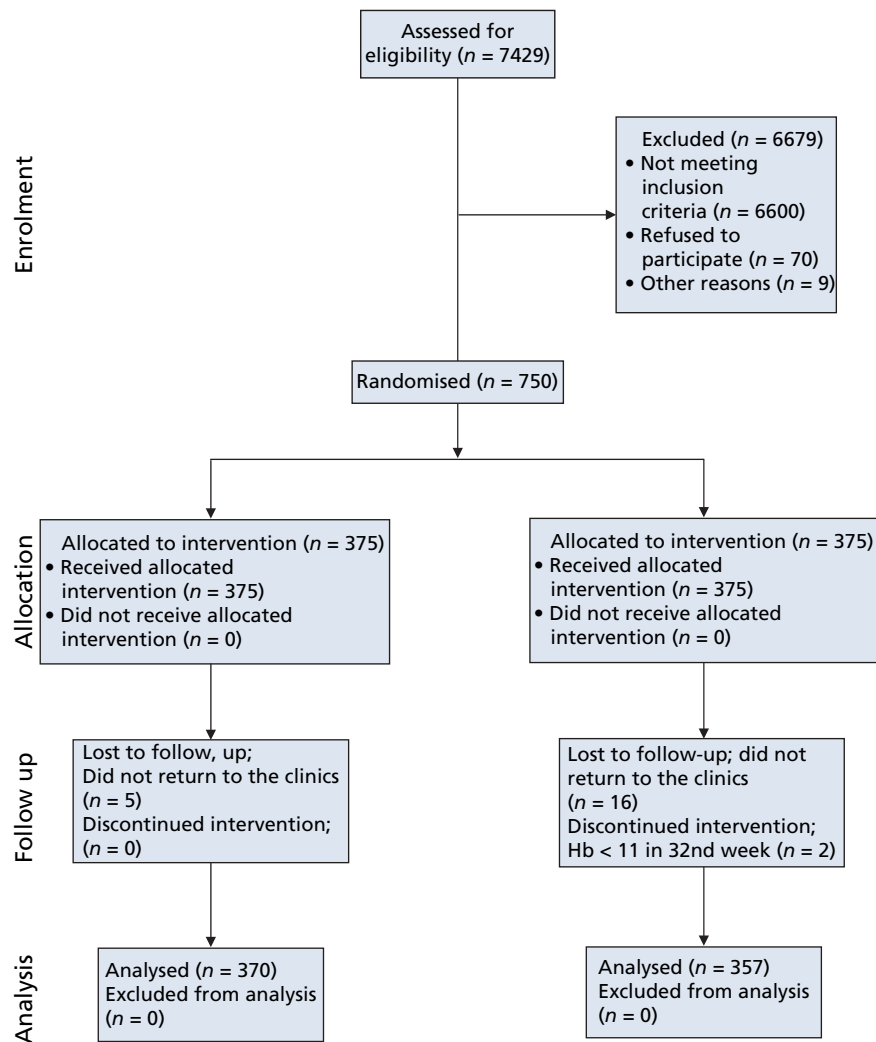 Assessed for
eligibility (n = 7429)
Enrolment
Excluded (n = 6679)
• Not meeting
inclusion
criteria (n = 6600)
• Refused to
participate (n = 70)
• Other reasons (n = 9)
Randomised (n = 750)
Allocation
Allocated to intervention (n = 375)
• Received allocated
intervention (n = 375)
• Did not receive allocated
intervention (n = 0)
Allocated to intervention (n = 375)
• Received allocated
intervention (n = 375)
• Did not receive allocated
intervention (n = 0)
Follow up
Lost to follow, up;
Did not return to the clinics
(n = 5)
Discontinued intervention;
(n = 0)
Lost to follow-up; did not
return to the clinics
(n = 16)
Discontinued intervention;
Hb < 11 in 32nd week (n = 2)
Analysis
Analysed (n = 370)
Excluded from analysis
(n = 0)
Analysed (n = 357)
Excluded from analysis
(n = 0)